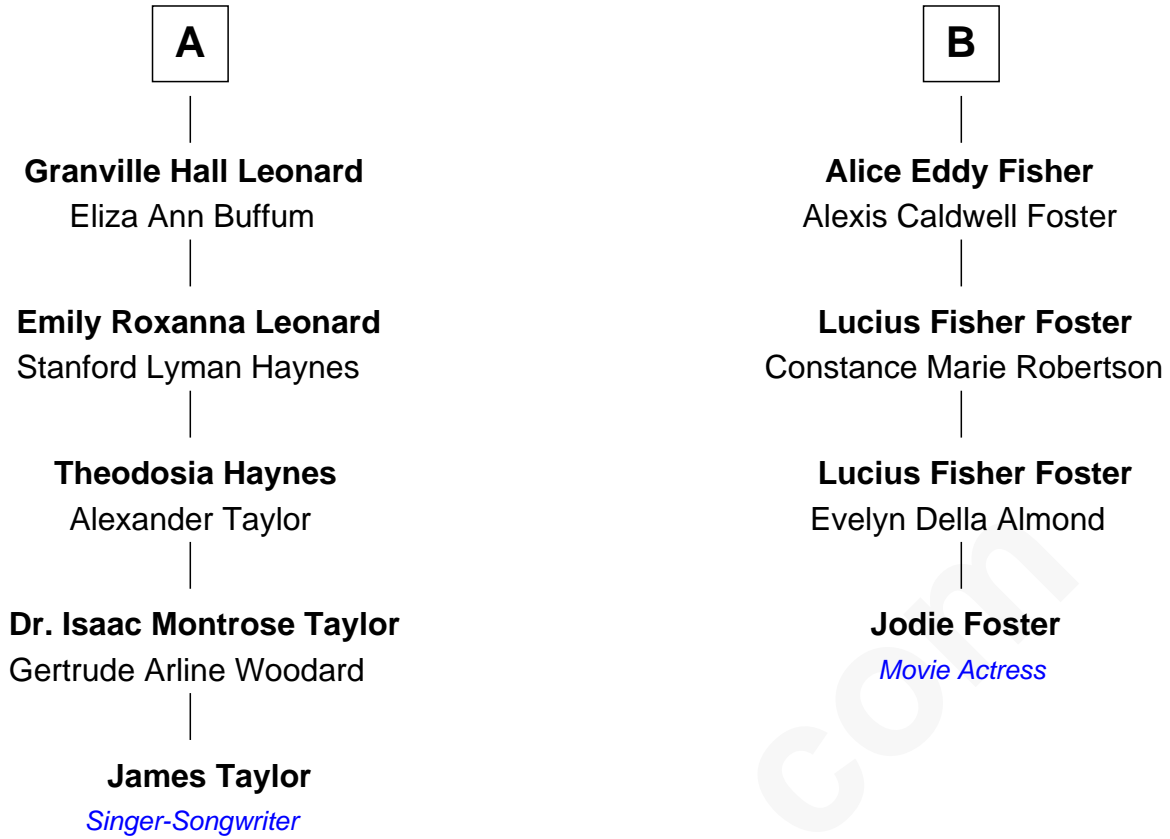 A
Granville Hall Leonard
Eliza Ann Buffum
Emily Roxanna Leonard
Stanford Lyman Haynes
Theodosia Haynes
Alexander Taylor
Dr. Isaac Montrose Taylor
Gertrude Arline Woodard
James Taylor
Singer-Songwriter
B
Alice Eddy Fisher
Alexis Caldwell Foster
Lucius Fisher Foster
Constance Marie Robertson
Lucius Fisher Foster
Evelyn Della Almond
Jodie Foster
Movie Actress
com